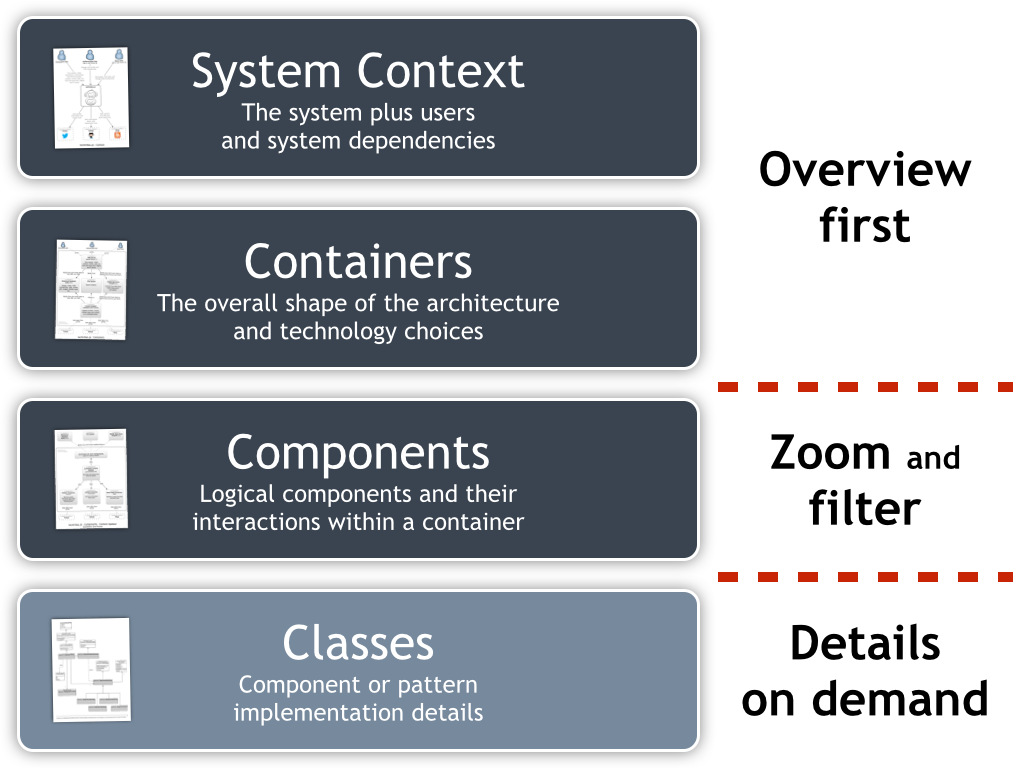 System Context
The system plus users
and system dependencies
Overview
first
Containers
The overall shape of the architecture
and technology choices
Components
Logical components and their
interactions within a container
Zoom and
filter
Classes
Component or pattern
implementation details
Details
on demand